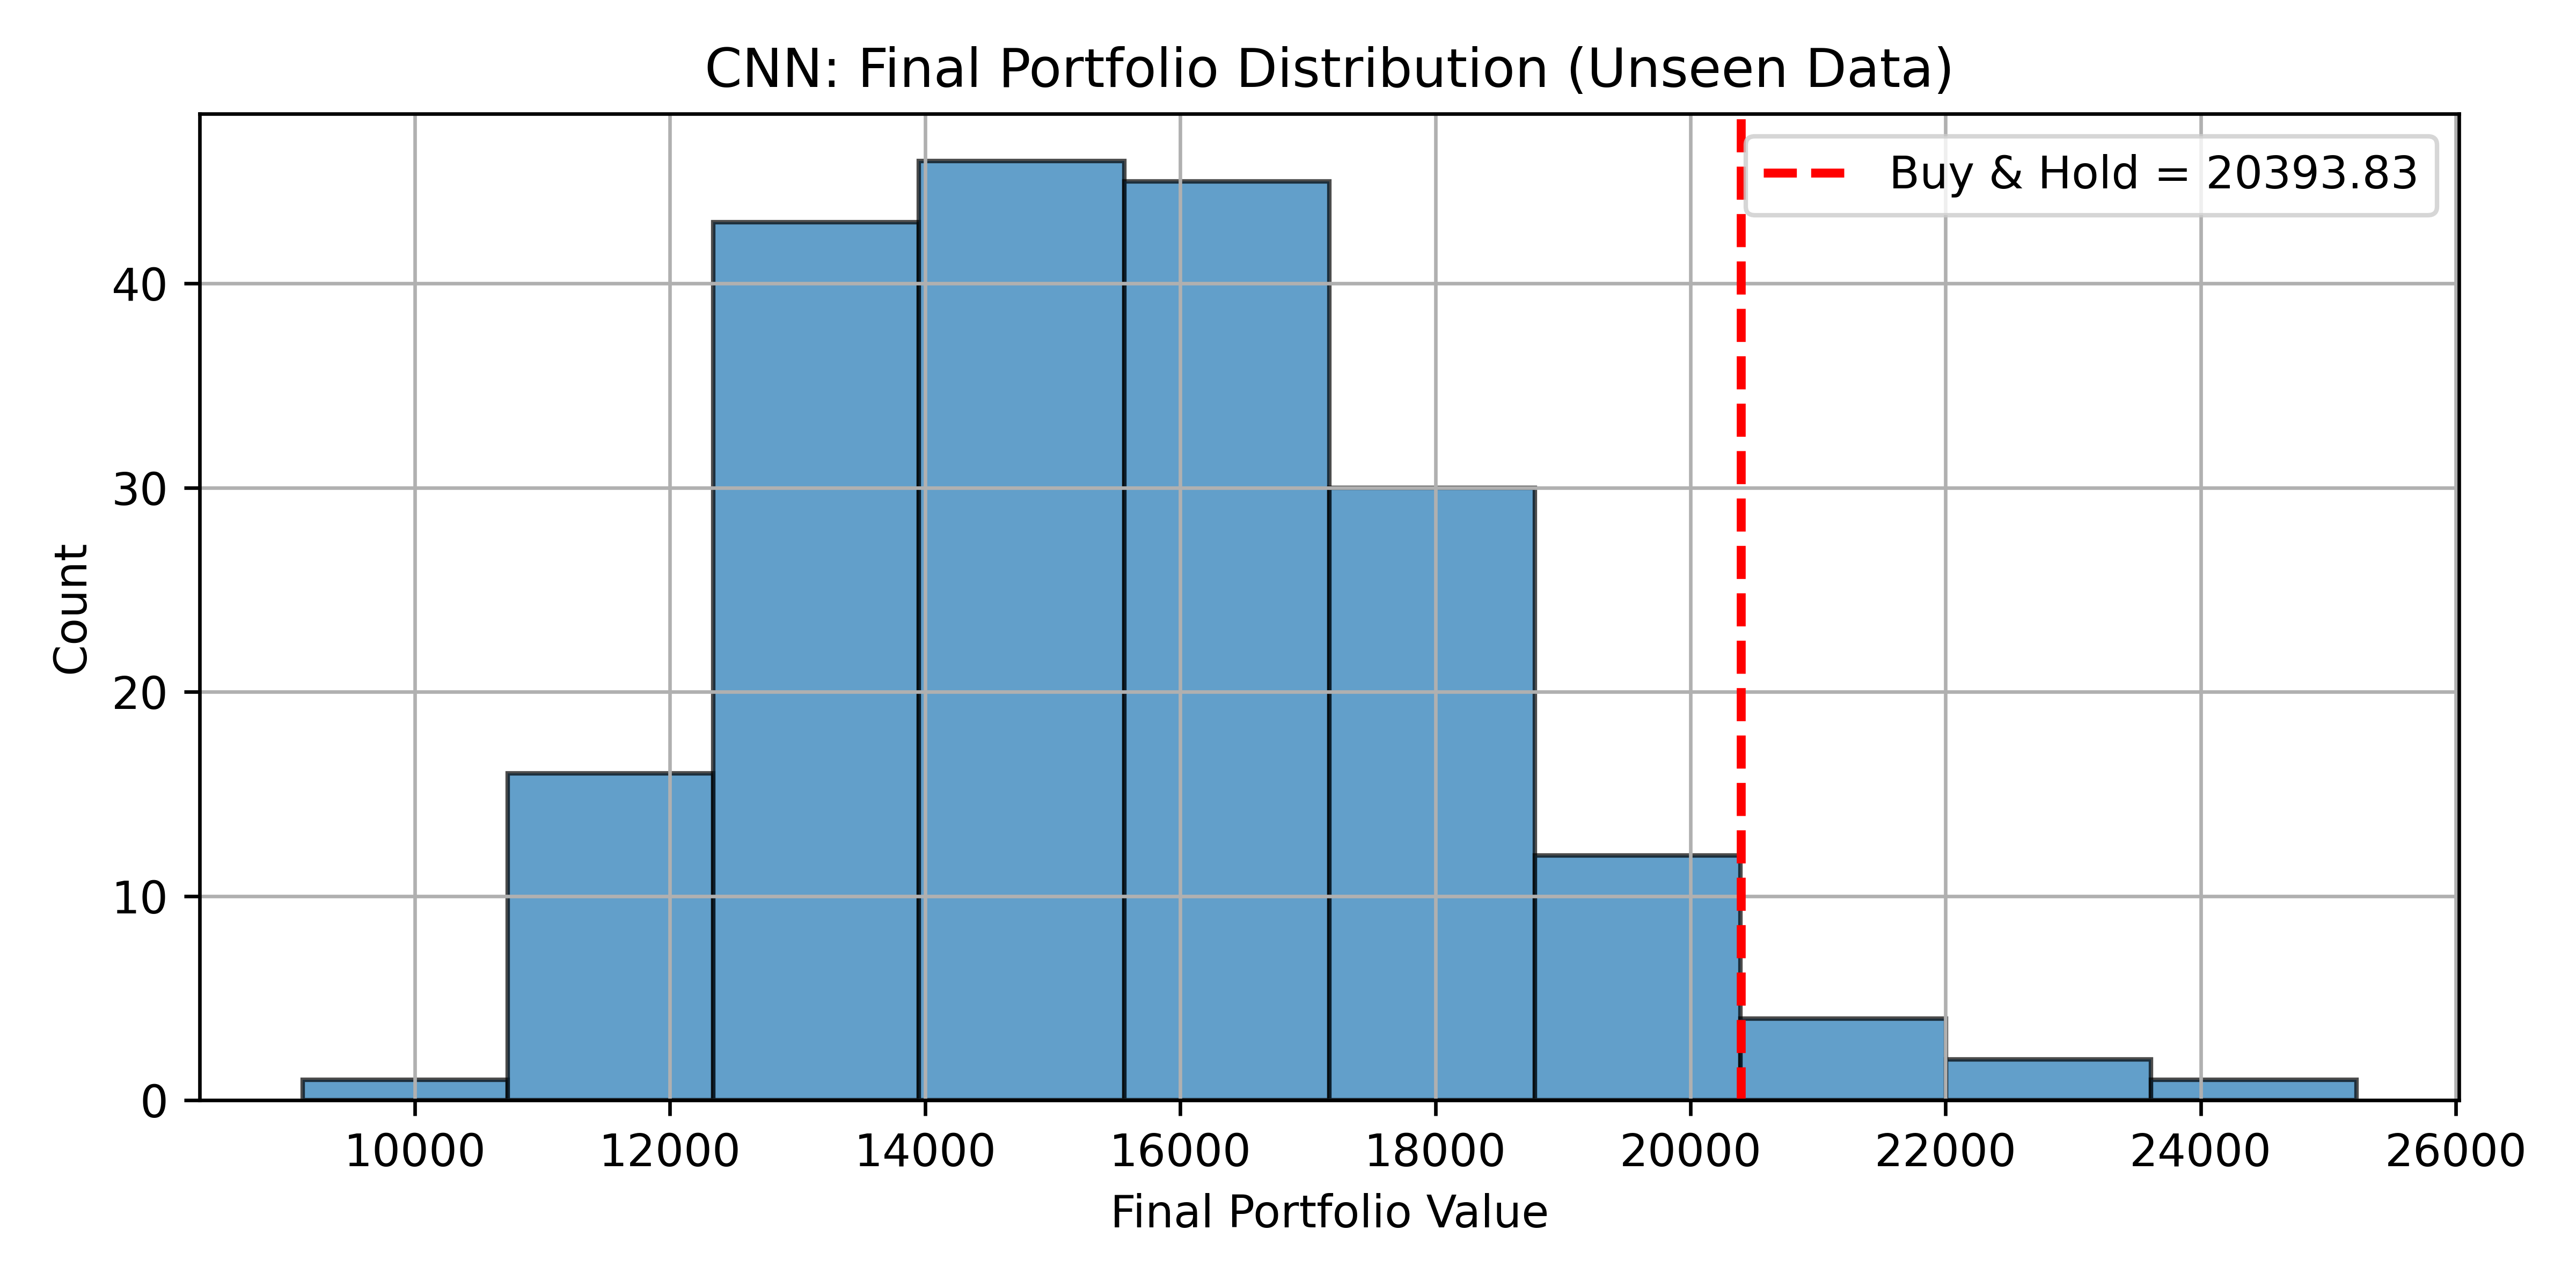 CNN: Final Portfolio Distribution (Unseen Data)
Buy & Hold = 20393.83
40
30
20
10
0
Count
10000 12000 14000 16000 18000 20000 22000 24000 26000
Final Portfolio Value